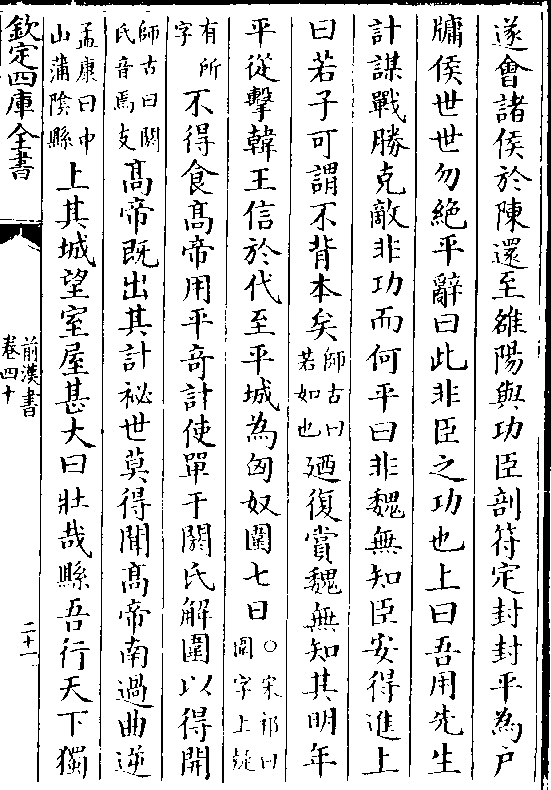 遂會諸侯於陳還至雒陽與功臣剖符定封封平為戶
牖侯世世勿絶平辭曰此非臣之功也上曰吾用先生
計謀戰勝克敵非功而何平曰非魏無知臣安得進上
曰若子可謂不背本矣師古曰若如也廼復賞魏無知其明年
平從擊韓王信於代至平城為匈奴圍七日○宋祁曰圍字上疑
有所字不得食髙帝用平竒計使單于閼氏解圍以得開
師古曰閼氏音焉支髙帝既出其計祕世莫得聞髙帝南過曲逆
孟康曰中山蒲隂縣上其城望室屋甚大曰壯哉縣吾行天下獨
欽定四庫全書
前漢書
卷四十
二十一